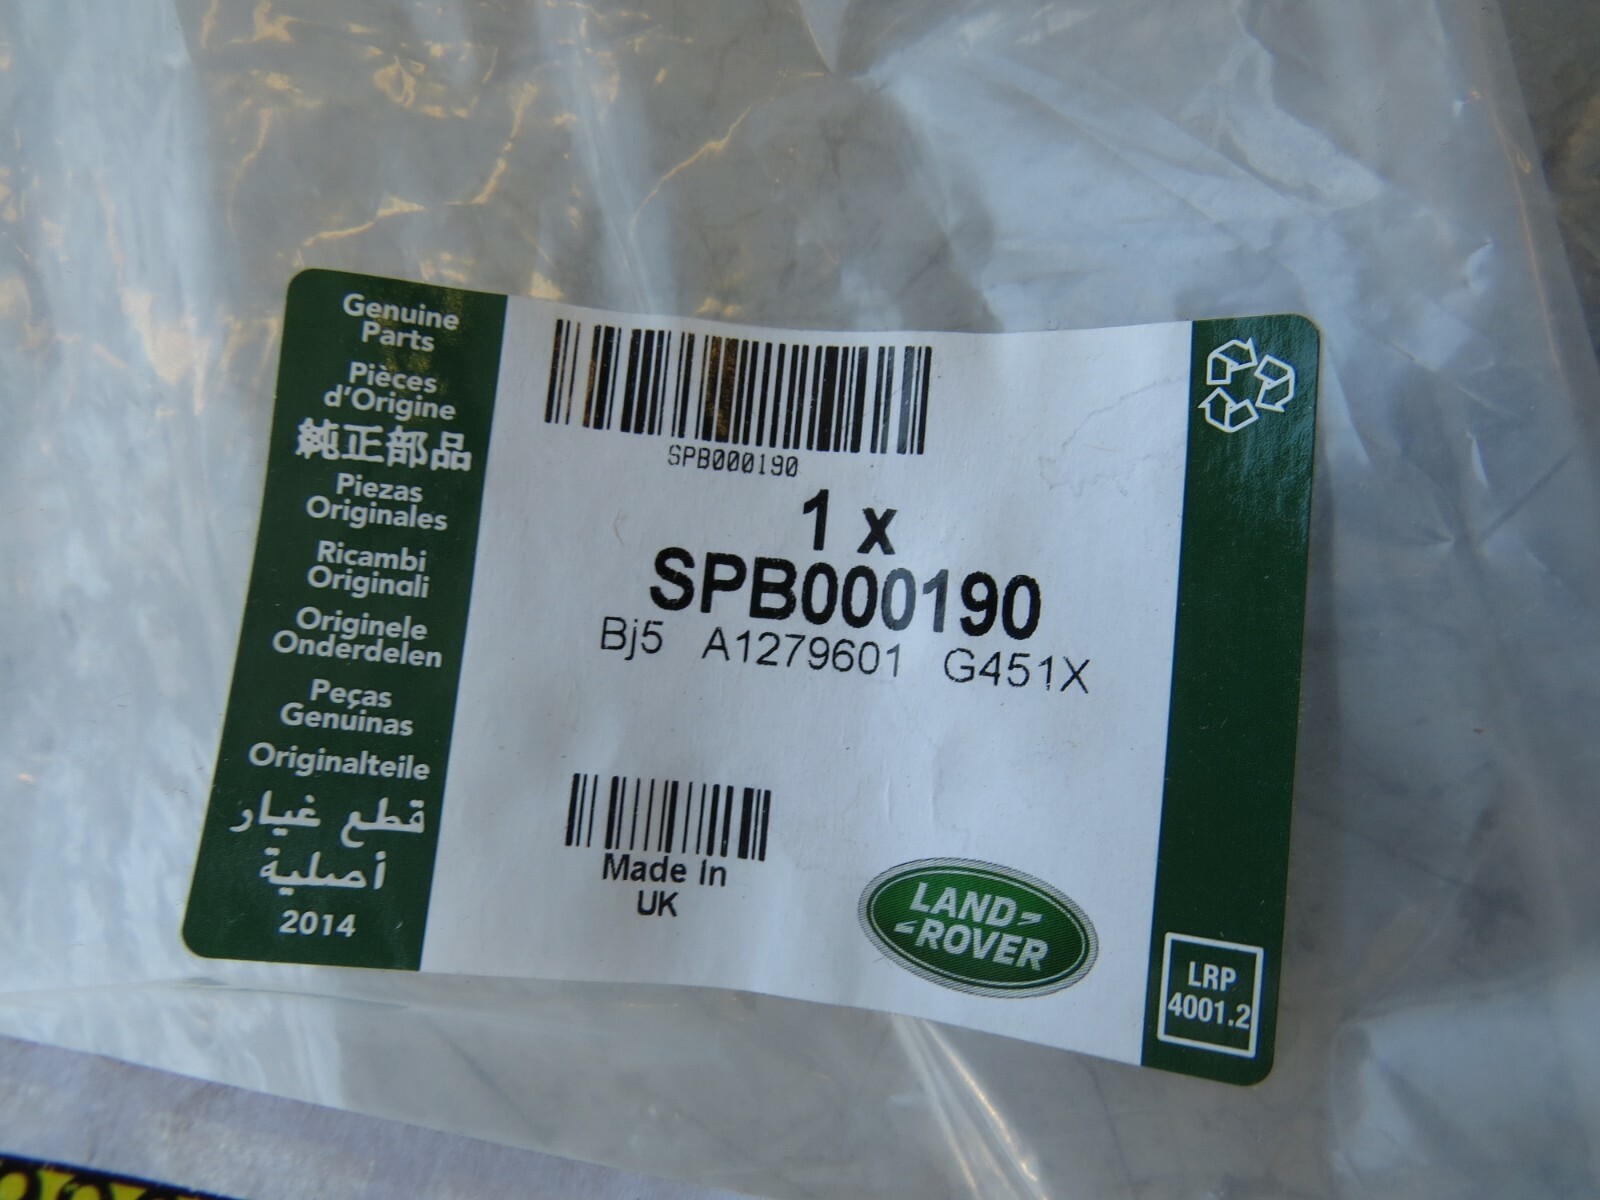 Genuine
Parts
Pièces
d'Origine
純正部品
Piezas
Originales
Ricambi
Originali
Originele
Onderdelen
Peças
Genuinas
Originalteile
قطع غيار
أصلية
2014
SPB000190
1 x
SPB000190
Bj5 A1279601 G451X
Made In
UK
LAND
ROVER
LRP
4001.2